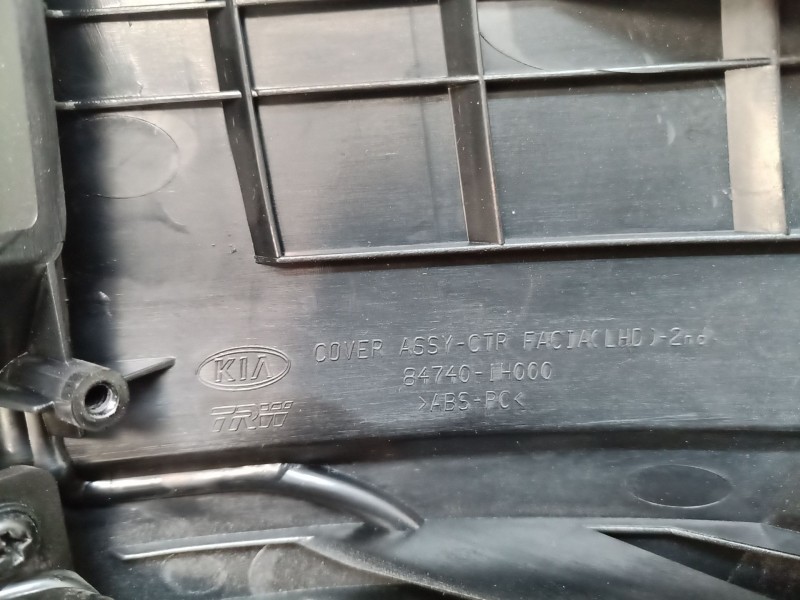 KIA
COVER ASSY-CTR FACIA(LHD)-2nd
84740-1H000
TRW
>ABS-PC<